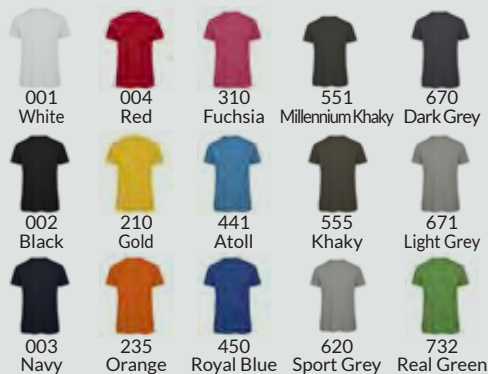 001 004 310 551 670
White Red Fuchsia Millennium Khaky Dark Grey
002 210 441 555 671
Black Gold Atoll Khaky Light Grey
003 235 450 620 732
Navy Orange Royal Blue Sport Grey Real Green